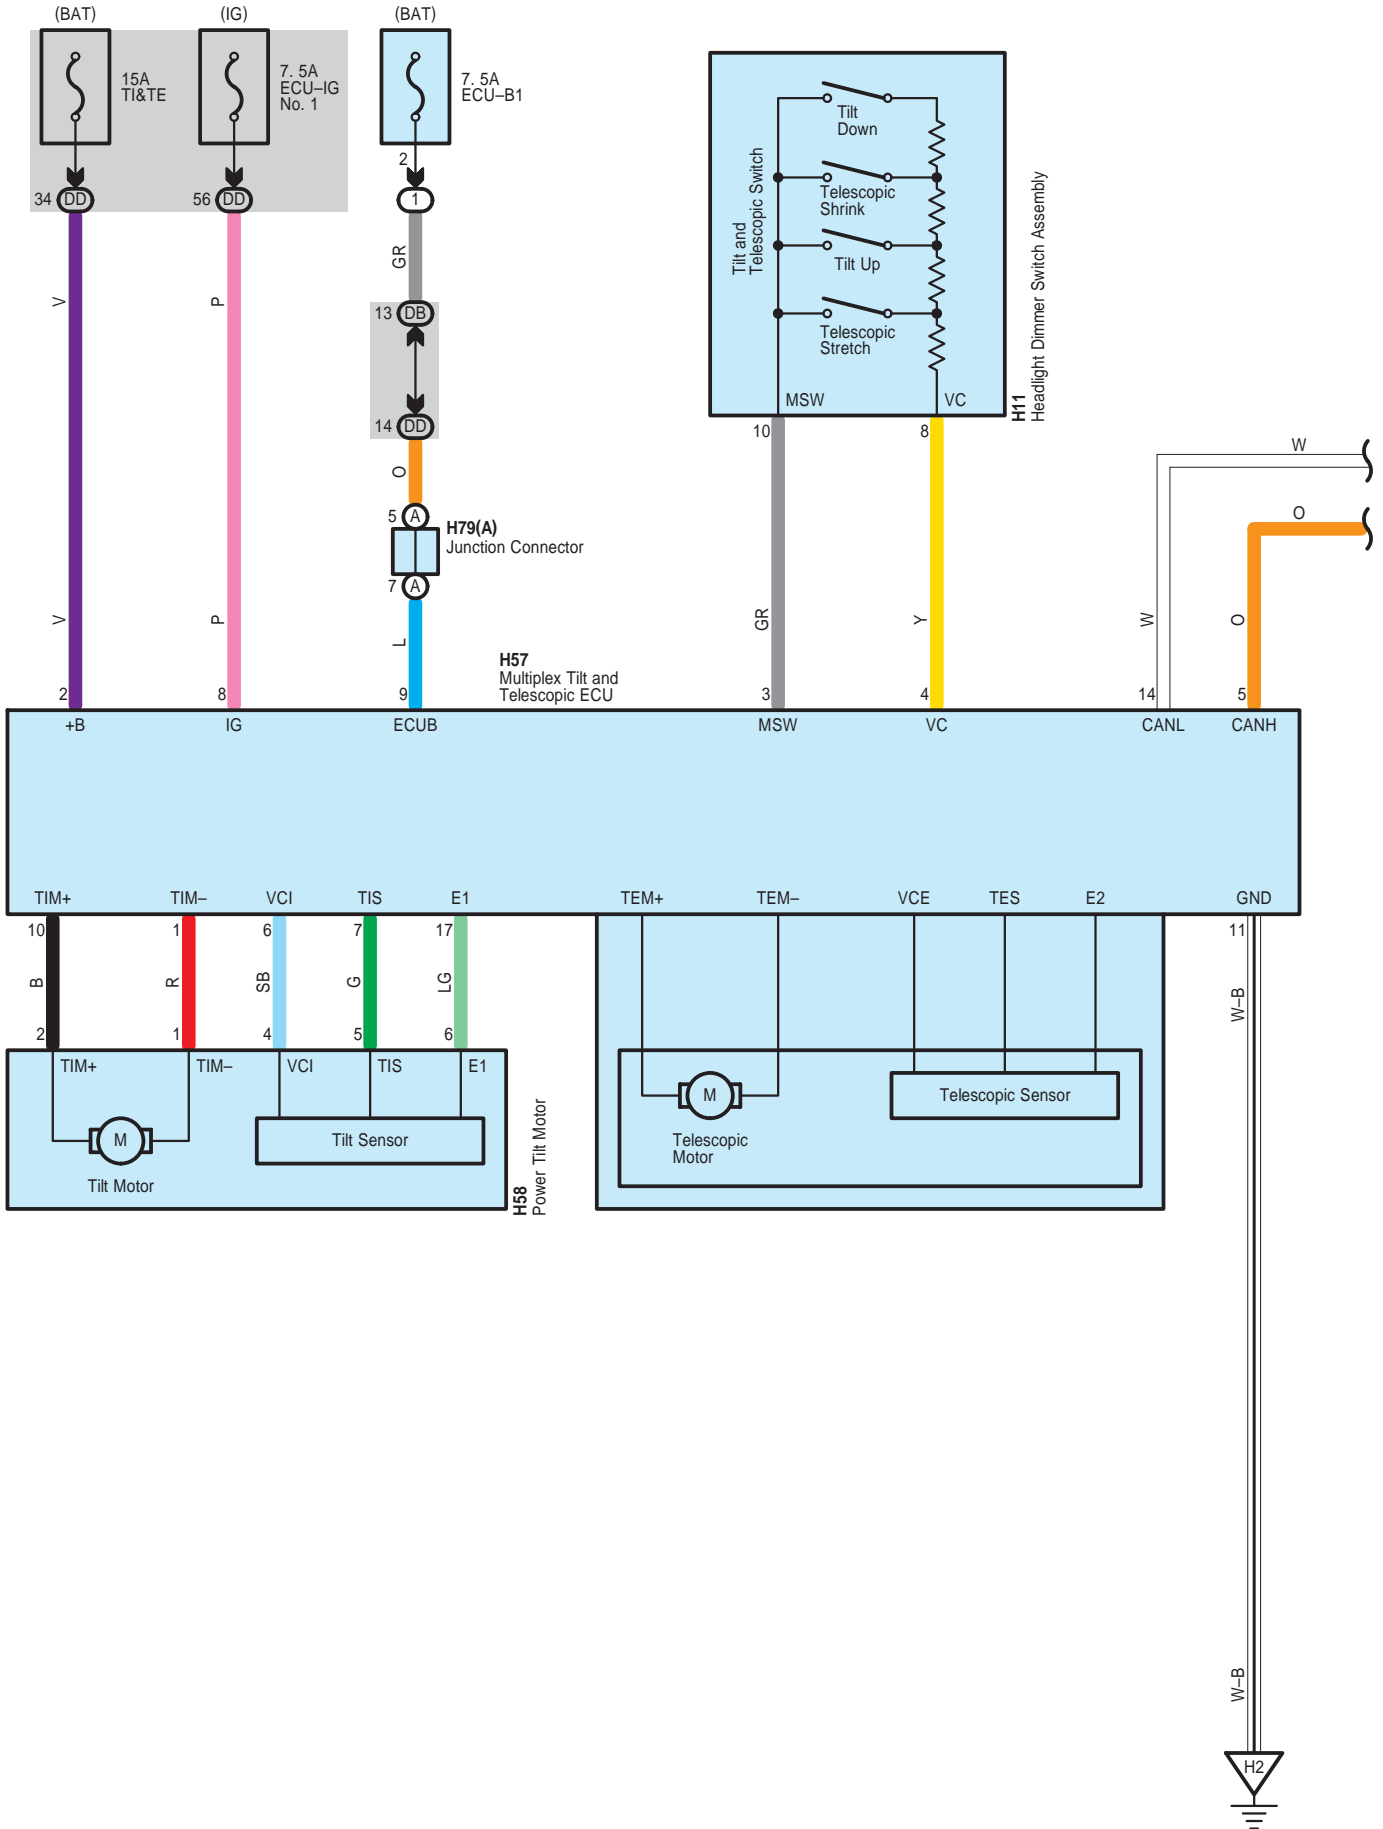 (BAT)
(IG)
(BAT)
15A
TI&TE
7. 5A
ECU–IG
No. 1
7. 5A
ECU–B1
2
34 DD
56 DD
1
Tilt
Down
Telescopic
Shrink
Tilt Up
Telescopic
Stretch
Tilt and
Telescopic Switch
MSW
VC
H11
Headlight Dimmer Switch Assembly
V
P
GR
13 DB
14 DD
O
10
8
W
O
5 A
H79(A)
Junction Connector
7 A
V
P
L
GR
Y
W
O
H57
Multiplex Tilt and
Telescopic ECU
2
8
9
3
4
14
5
+B
IG
ECUB
MSW
VC
CANL
CANH
TIM+
TIM–
VCI
TIS
E1
TEM+
TEM–
VCE
TES
E2
GND
10
1
6
7
17
11
B
R
SB
G
LG
W–B
2
1
4
5
6
TIM+
TIM–
VCI
TIS
E1
M
Tilt Motor
Tilt Sensor
H58
Power Tilt Motor
M
Telescopic
Motor
Telescopic Sensor
W–B
H2